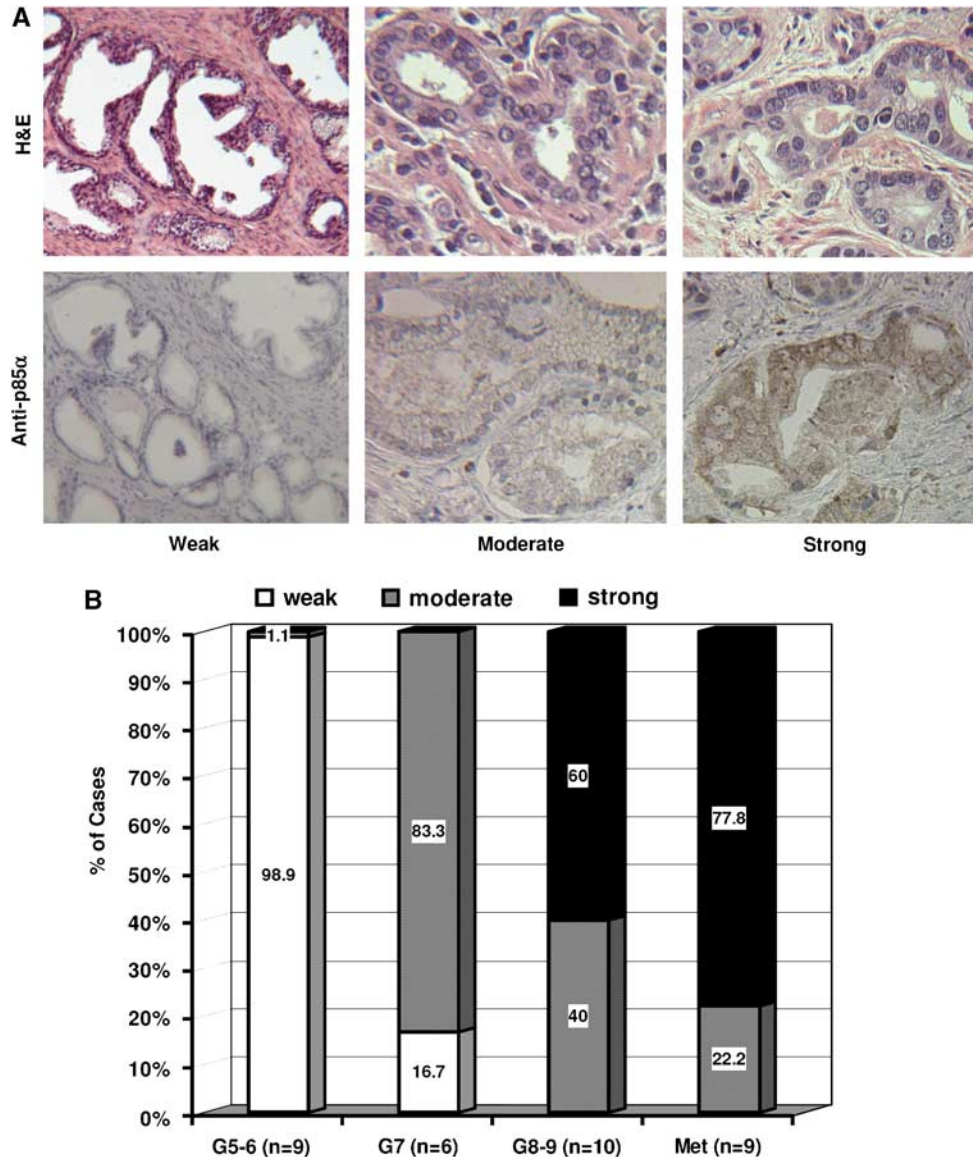 A
H&E
Anti-p85α
Weak Moderate Strong
B
weak moderate strong
% of Cases
100%
90%
80%
70%
60%
50%
40%
30%
20%
10%
0%
1.1
98.9
83.3
16.7
60
40
77.8
22.2
G5-6 (n=9) G7 (n=6) G8-9 (n=10) Met (n=9)